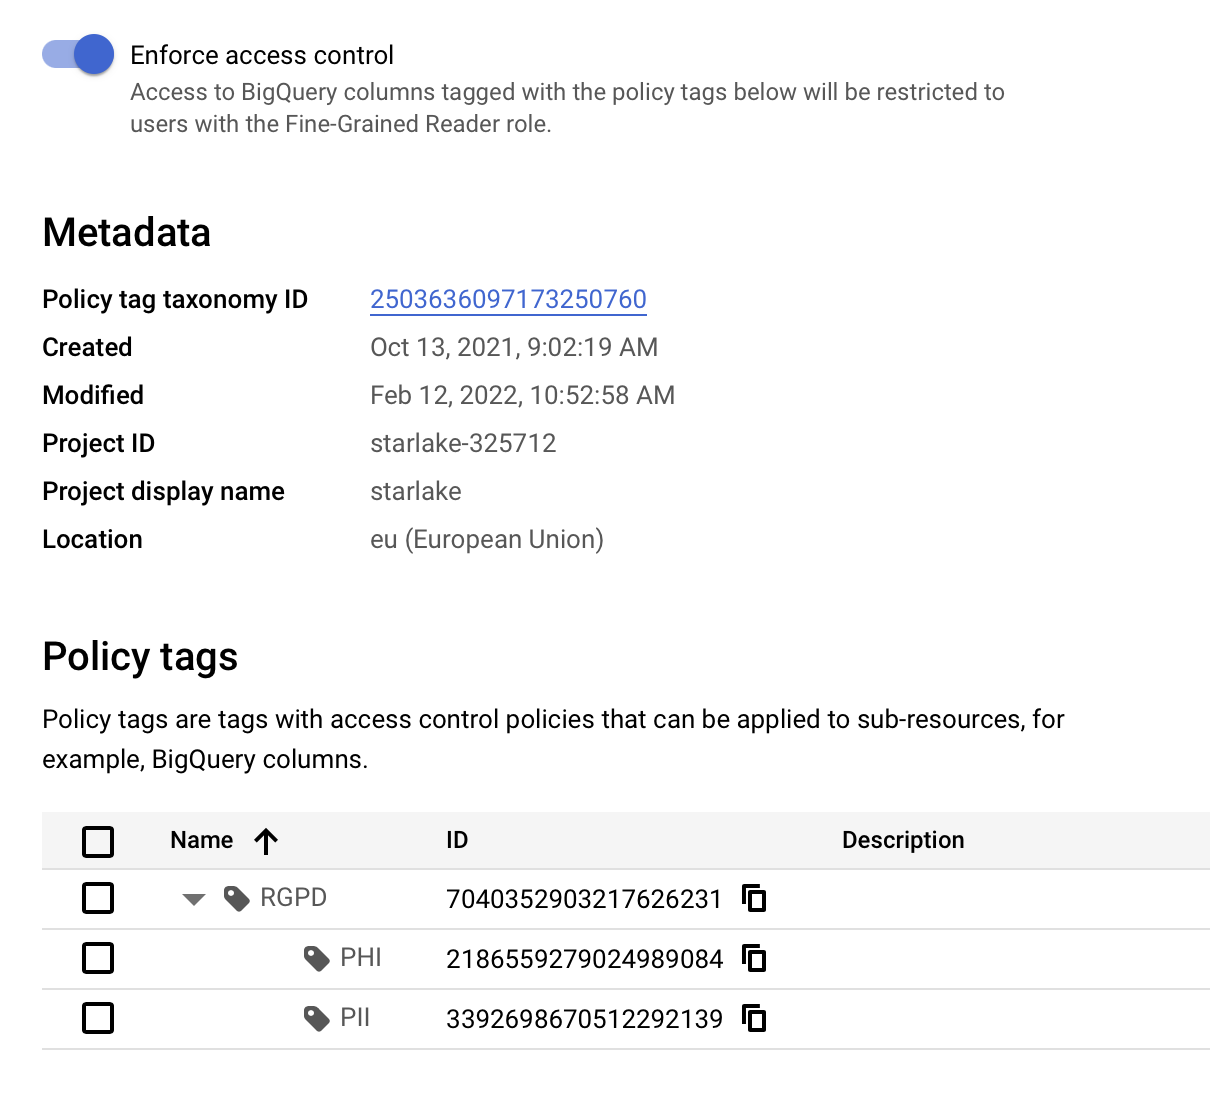 Enforce access control
Access to BigQuery columns tagged with the policy tags below will be restricted to
users with the Fine-Grained Reader role.
Metadata
Policy tag taxonomy ID 2503636097173250760
Created Oct 13, 2021, 9:02:19 AM
Modified Feb 12, 2022, 10:52:58 AM
Project ID starlake-325712
Project display name starlake
Location eu (European Union)
Policy tags
Policy tags are tags with access control policies that can be applied to sub-resources, for
example, BigQuery columns.
Name ID Description
RGPD 7040352903217626231
PHI 2186559279024989084
PII 3392698670512292139